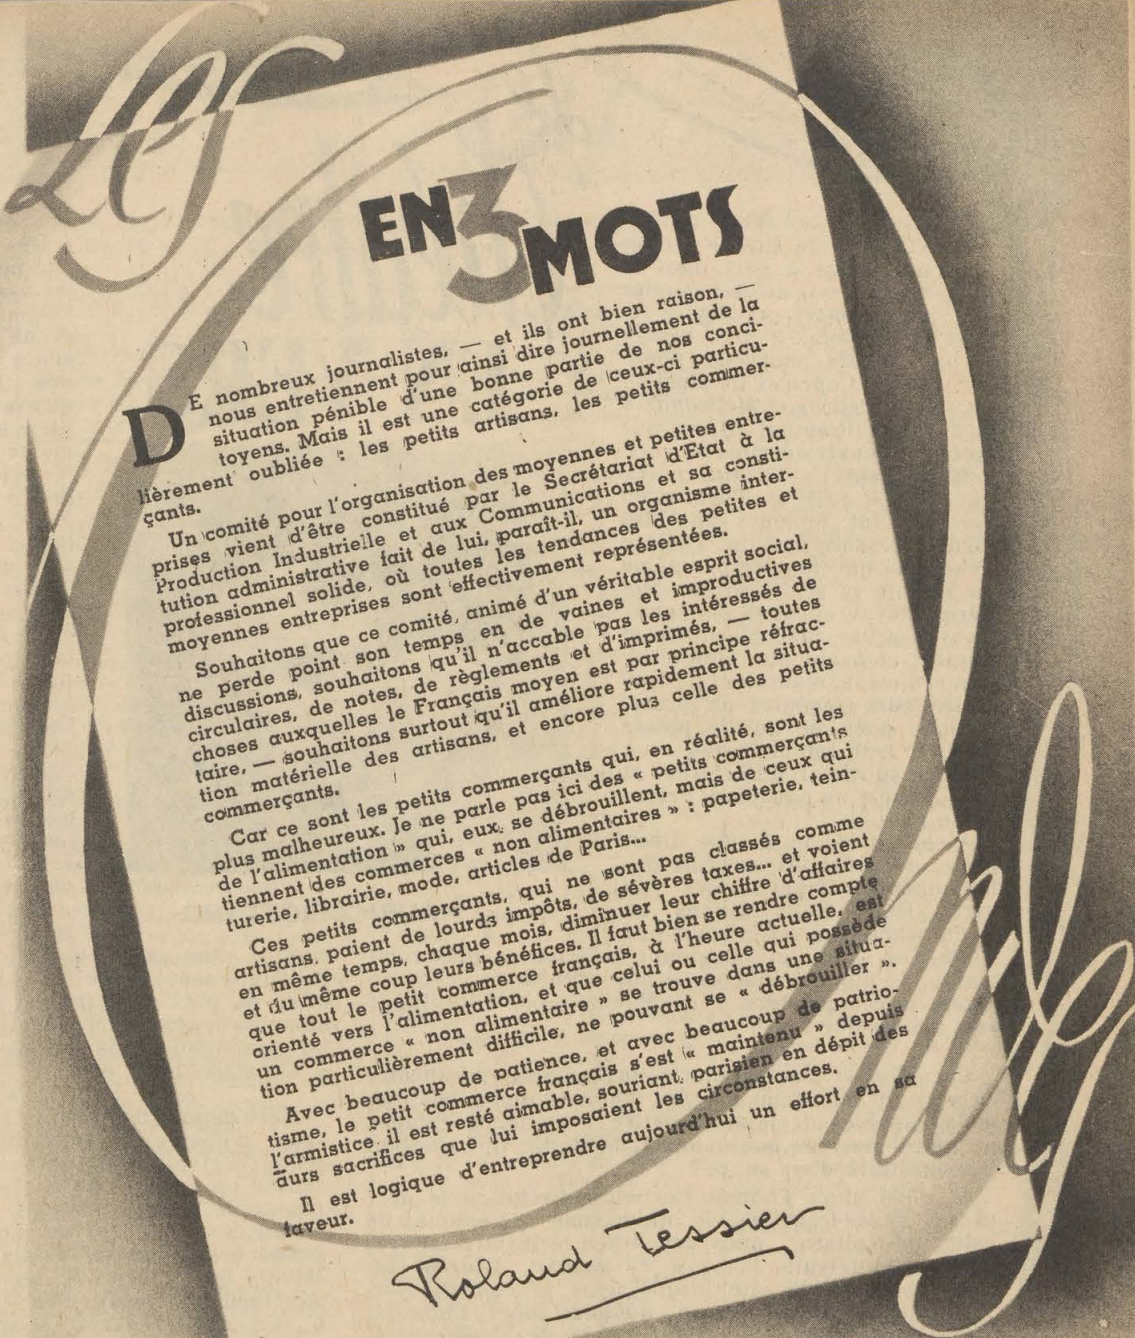 Les Ondes
EN 3 MOTS
DE nombreux journalistes, — et ils ont bien raison, —
nous entretiennent pour ainsi dire journellement de la
situation pénible d'une bonne partie de nos conci-
toyens. Mais il est une catégorie de ceux-ci particu-
lièrement oubliée : les petits artisans, les petits commer-
çants.
Un comité pour l'organisation des moyennes et petites entre-
prises vient d'être constitué par le Secrétariat d'Etat à la
Production Industrielle et aux Communications et sa consti-
tution administrative fait de lui, paraît-il, un organisme inter-
professionnel solide, où toutes les tendances des petites et
moyennes entreprises sont effectivement représentées.
Souhaitons que ce comité, animé d'un véritable esprit social,
ne perde point son temps en de vaines et improductives
discussions, souhaitons qu'il n'accable pas les intéressés de
circulaires, de notes, de règlements et d'imprimés, — toutes
choses auxquelles le Français moyen est par principe réfrac-
taire, — souhaitons surtout qu'il améliore rapidement la situa-
tion matérielle des artisans, et encore plus celle des petits
commerçants.
Car ce sont les petits commerçants qui, en réalité, sont les
plus malheureux. Je ne parle pas ici des « petits commerçants
de l'alimentation » qui, eux, se débrouillent, mais de ceux qui
tiennent des commerces « non alimentaires » : papeterie, tein-
turerie, librairie, mode, articles de Paris...
Ces petits commerçants, qui ne sont pas classés comme
artisans, paient de lourds impôts, de sévères taxes... et voient
en même temps, chaque mois, diminuer leur chiffre d'affaires
et du même coup leurs bénéfices. Il faut bien se rendre compte
que tout le petit commerce français, à l'heure actuelle, est
orienté vers l'alimentation, et que celui ou celle qui possède
un commerce « non alimentaire » se trouve dans une situa-
tion particulièrement difficile, ne pouvant se « débrouiller ».
Avec beaucoup de patience, et avec beaucoup de patrio-
tisme, le petit commerce français s'est « maintenu » depuis
l'armistice, il est resté aimable, souriant, parisien en dépit des
durs sacrifices que lui imposaient les circonstances.
Il est logique d'entreprendre aujourd'hui un effort en sa
faveur.
Roland Tessier